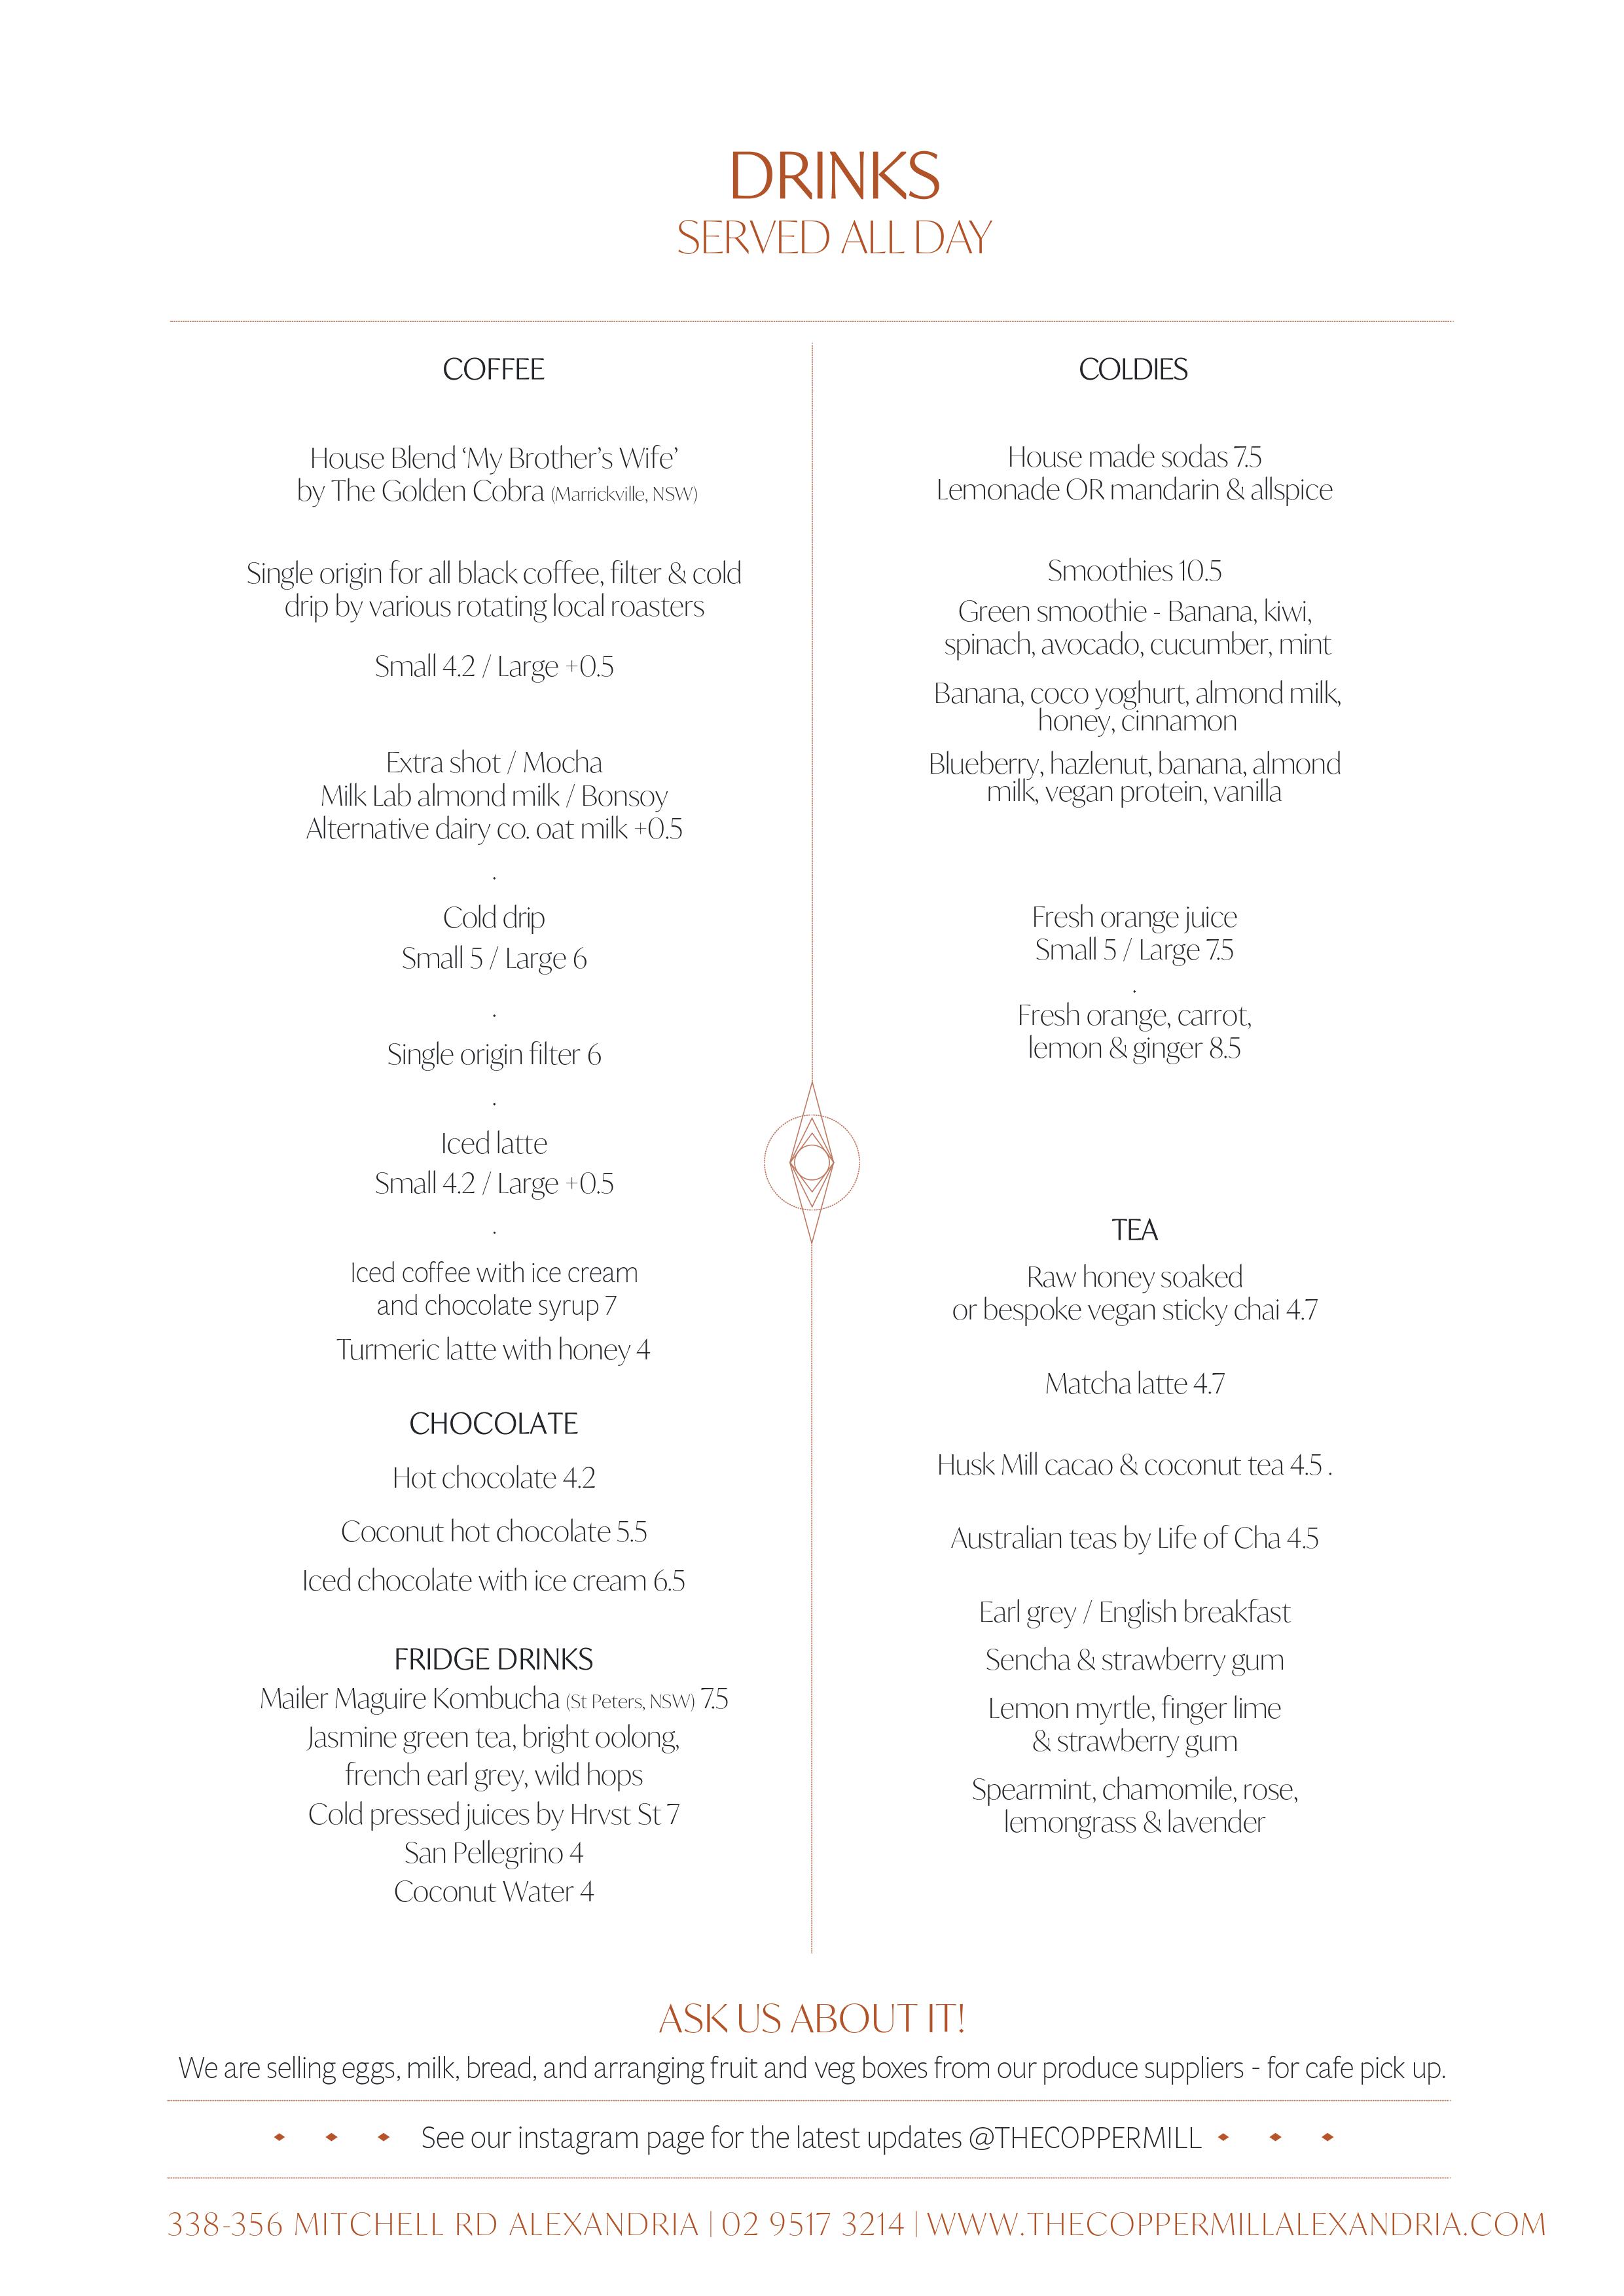 DRINKS
SERVED ALL DAY
COFFEE
House Blend ‘My Brother’s Wife’
by The Golden Cobra (Marrickville, NSW)
Single origin for all black coffee, filter & cold
drip by various rotating local roasters
Small 4.2 / Large +0.5
Extra shot / Mocha
Milk Lab almond milk / Bonsoy
Alternative dairy co. oat milk +0.5
.
Cold drip
Small 5 / Large 6
.
Single origin filter 6
.
Iced latte
Small 4.2 / Large +0.5
.
Iced coffee with ice cream
and chocolate syrup 7
Turmeric latte with honey 4
CHOCOLATE
Hot chocolate 4.2
Coconut hot chocolate 5.5
Iced chocolate with ice cream 6.5
FRIDGE DRINKS
Mailer Maguire Kombucha (St Peters, NSW) 7.5
Jasmine green tea, bright oolong,
french earl grey, wild hops
Cold pressed juices by Hrvst St 7
San Pellegrino 4
Coconut Water 4
COLDIES
House made sodas 7.5
Lemonade OR mandarin & allspice
Smoothies 10.5
Green smoothie - Banana, kiwi,
spinach, avocado, cucumber, mint
Banana, coco yoghurt, almond milk,
honey, cinnamon
Blueberry, hazlenut, banana, almond
milk, vegan protein, vanilla
Fresh orange juice
Small 5 / Large 7.5
.
Fresh orange, carrot,
lemon & ginger 8.5
TEA
Raw honey soaked
or bespoke vegan sticky chai 4.7
Matcha latte 4.7
Husk Mill cacao & coconut tea 4.5 .
Australian teas by Life of Cha 4.5
Earl grey / English breakfast
Sencha & strawberry gum
Lemon myrtle, finger lime
& strawberry gum
Spearmint, chamomile, rose,
lemongrass & lavender
ASK US ABOUT IT!
We are selling eggs, milk, bread, and arranging fruit and veg boxes from our produce suppliers - for cafe pick up.
See our instagram page for the latest updates @THECOPPERMILL
338-356 MITCHELL RD ALEXANDRIA | 02 9517 3214 | WWW.THECOPPERMILLALEXANDRIA.COM